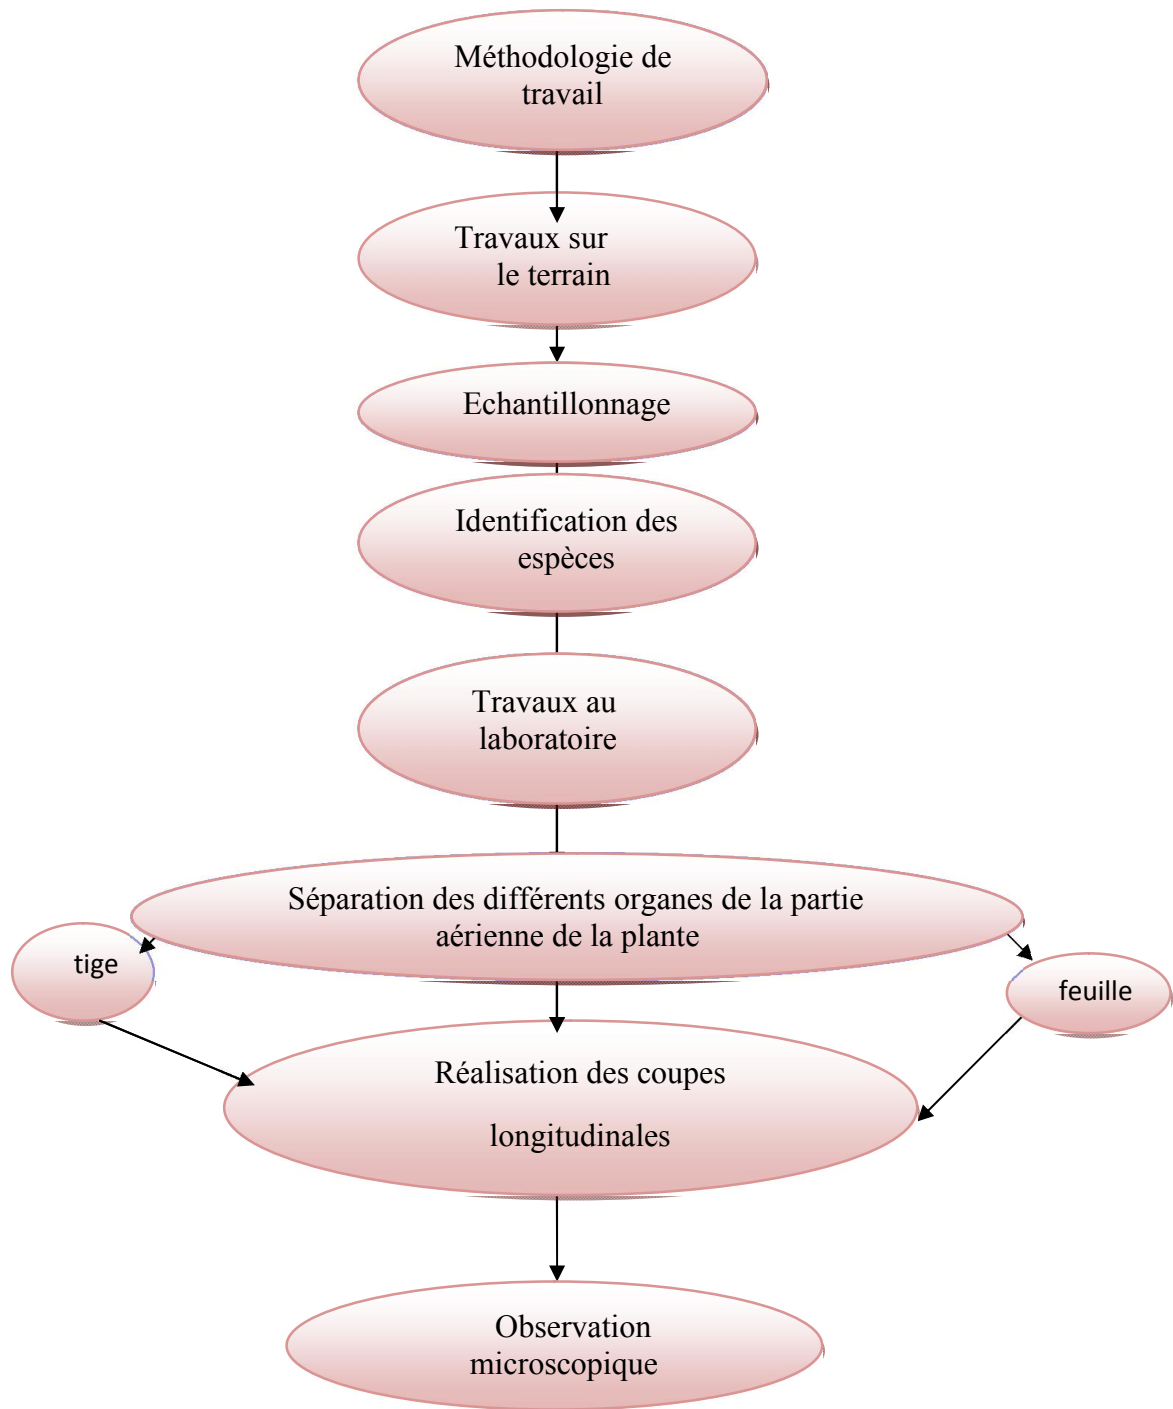 Méthodologie de
travail
Travaux sur
le terrain
Echantillonnage
Identification des
espèces
Travaux au
laboratoire
Séparation des différents organes de la partie
aérienne de la plante
tige
feuille
Réalisation des coupes
longitudinales
Observation
microscopique